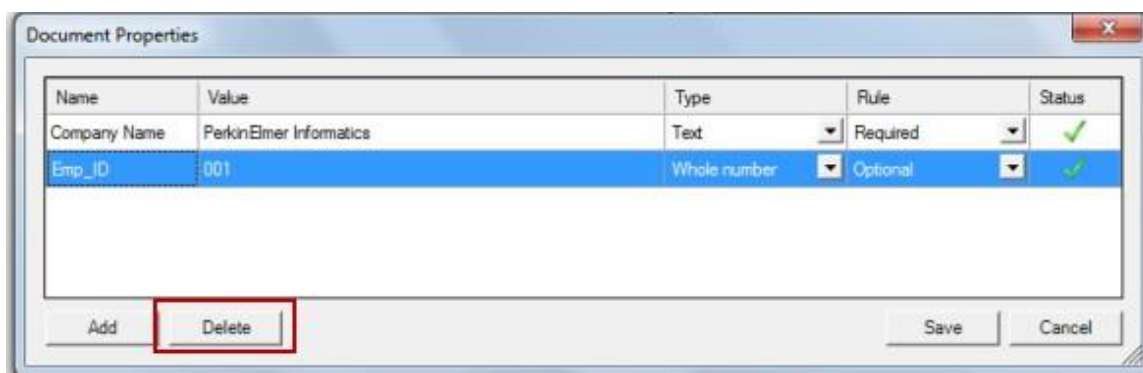 Document Properties
Name Value Type Rule Status
Company Name PerkinElmer Informatics Text Required
Emp_ID 001 Whole number Optional
Add Delete Save Cancel